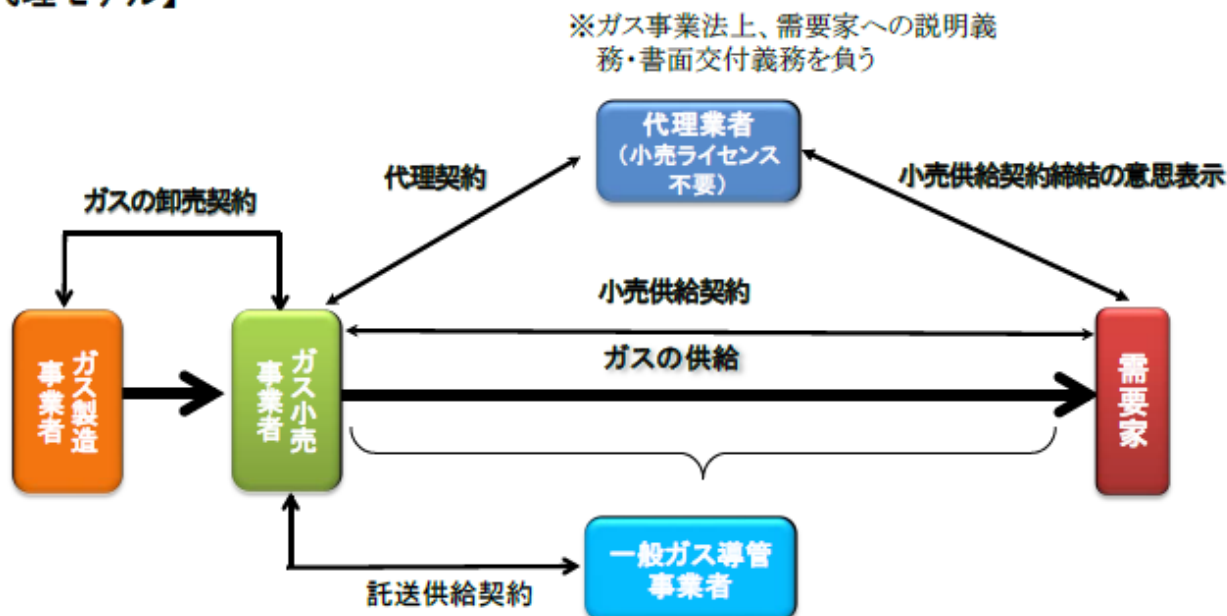 代理モデル】
※ガス事業法上、需要家への説明義
務・書面交付義務を負う
代理業者
（小売ライセンス
不要）
代理契約
小売供給契約締結の意思表示
ガスの卸売契約
小売供給契約
ガスの供給
ガス製造
事業者
ガス小売
事業者
需要家
一般ガス導管
事業者
託送供給契約